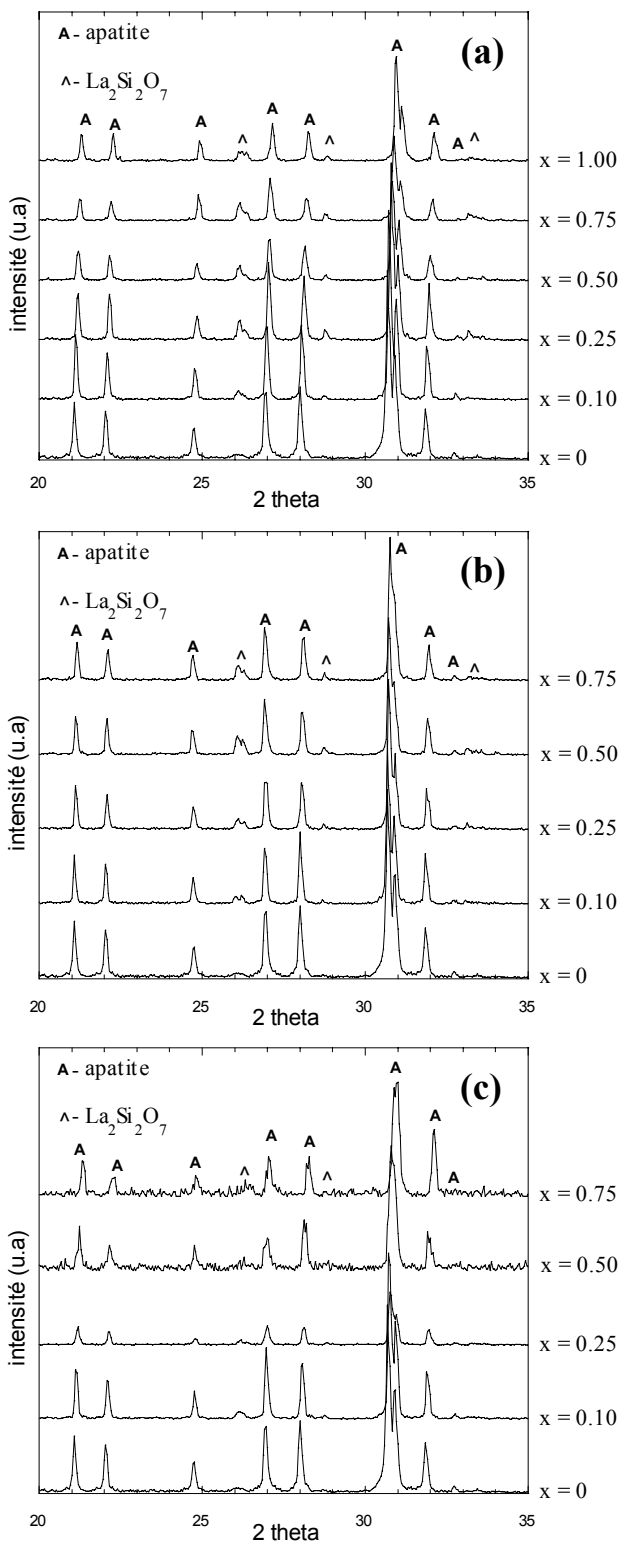 A - apatite
(a)
^ - La2Si2O7
A A A ^ A A ^ A A A ^
x = 1.00
x = 0.75
x = 0.50
x = 0.25
x = 0.10
x = 0
intensité (u.a)
20 25 30 35
2 theta
A - apatite
(b)
^ - La2Si2O7
A A A ^ A A ^ A A A ^
x = 0.75
x = 0.50
x = 0.25
x = 0.10
x = 0
intensité (u.a)
20 25 30 35
2 theta
A - apatite
(c)
^ - La2Si2O7
A A A ^ A A ^ A A A
x = 0.75
x = 0.50
x = 0.25
x = 0.10
x = 0
intensité (u.a)
20 25 30 35
2 theta